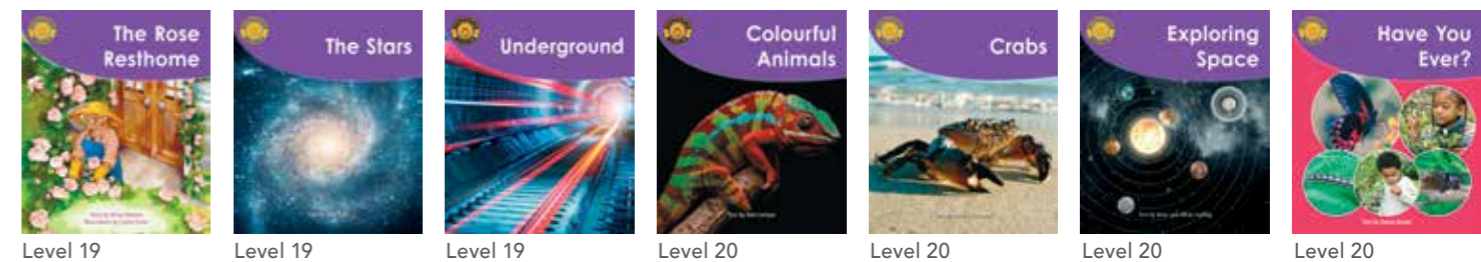 The Rose
Resthome
Level 19
The Stars
Level 19
Underground
Level 19
Colourful
Animals
Level 20
Crabs
Level 20
Exploring
Space
Level 20
Have You
Ever?
Level 20